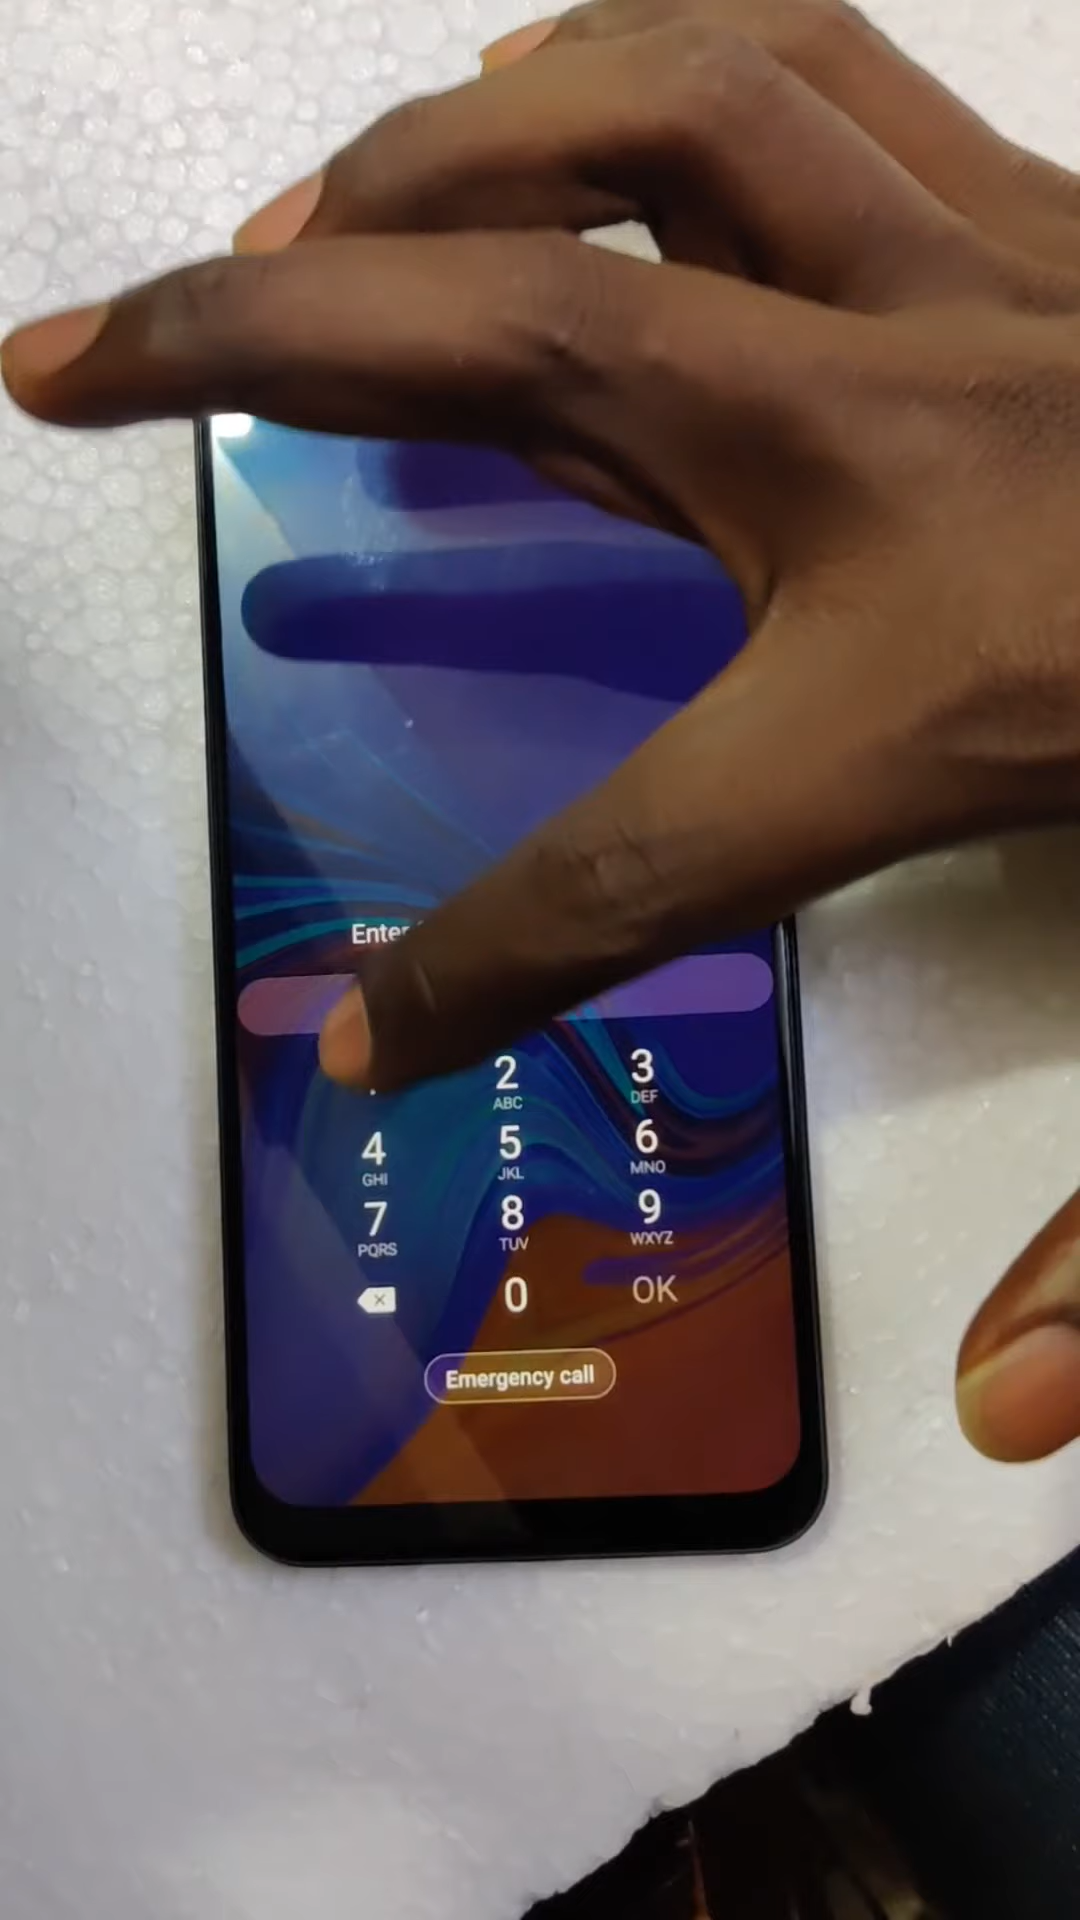 Enter
2
ABC
3
DEF
4
GHI
5
JKL
6
MNO
7
PQRS
8
TUV
9
WXYZ
0
OK
Emergency call